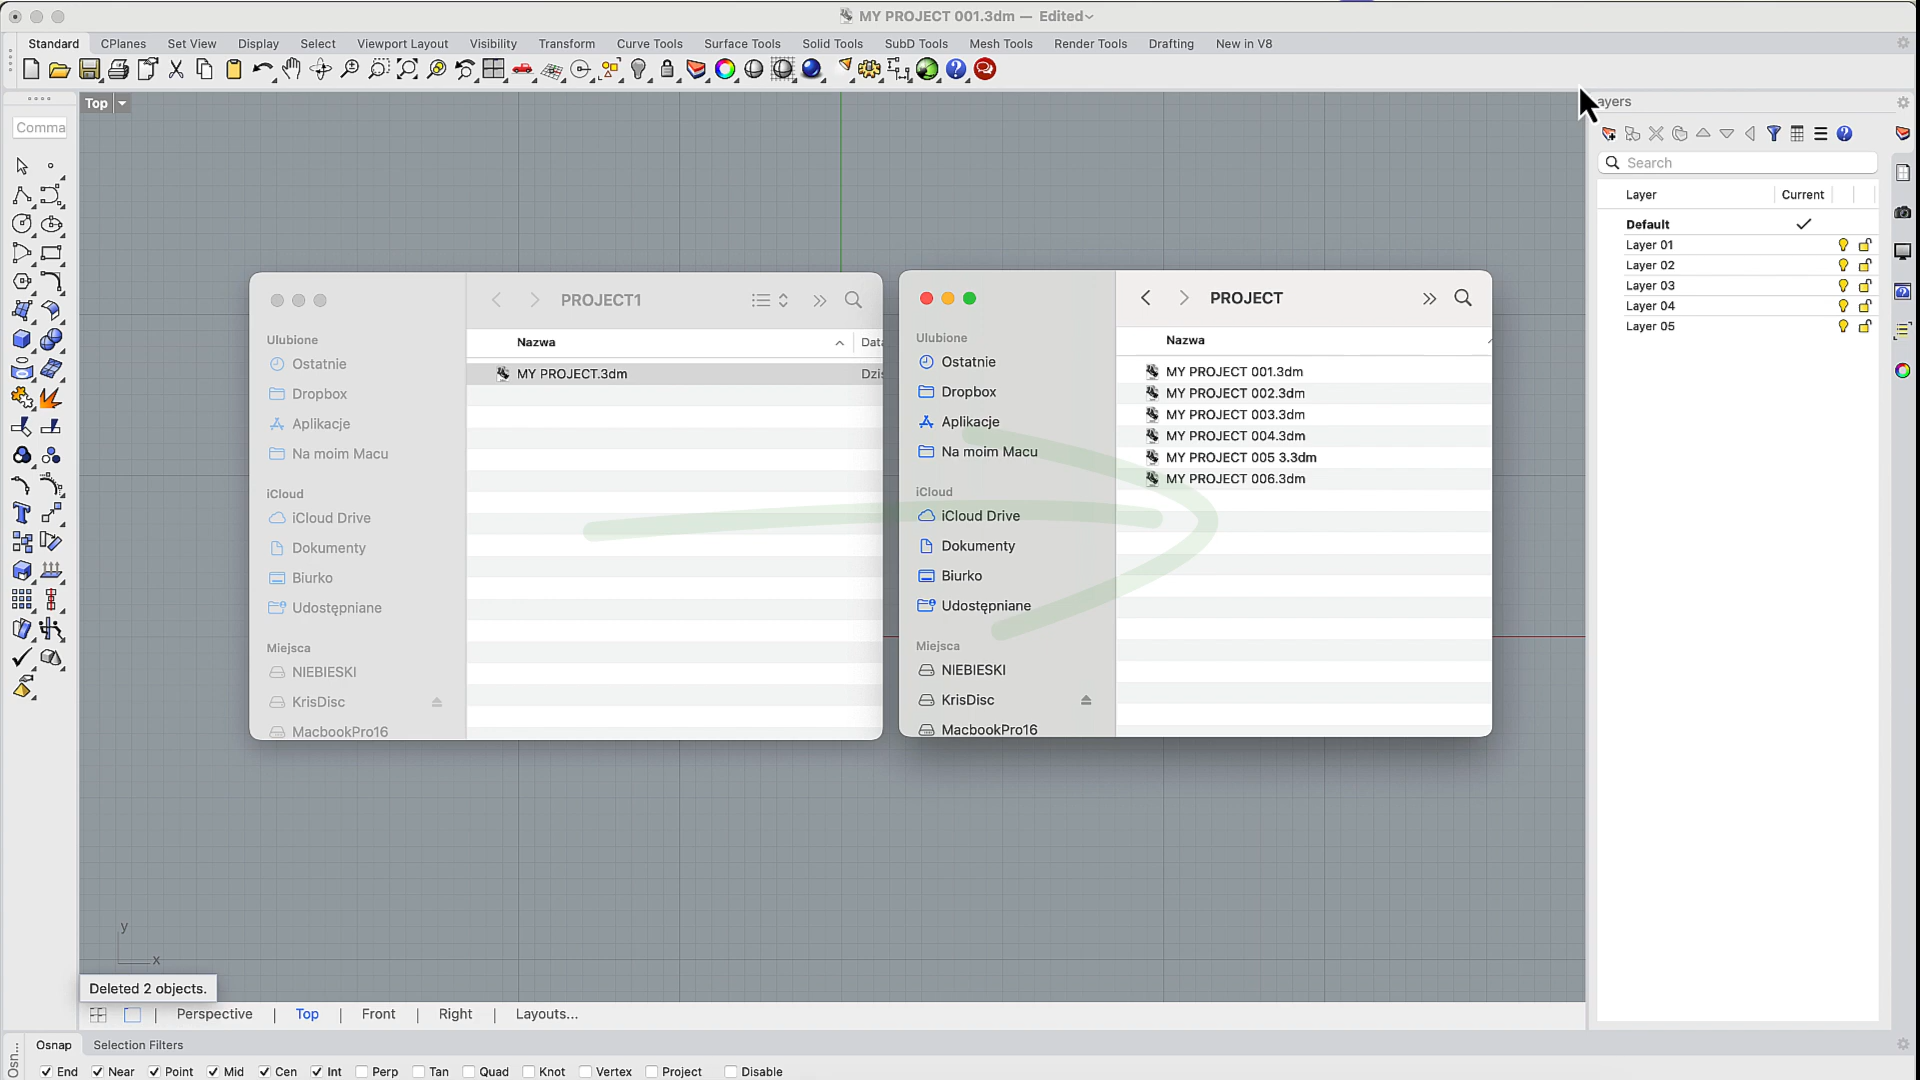 MY PROJECT 001.3dm — Edited
Standard CPlanes Set View Display Select Viewport Layout Visibility Transform Curve Tools Surface Tools Solid Tools SubD Tools Mesh Tools Render Tools Drafting New in V8
Top
ayers
Comma
Search
Layer Current
Default
Layer 01
Layer 02
Layer 03
Layer 04
Layer 05
PROJECT1
Ulubione
Ostatnie
Dropbox
Aplikacje
Na moim Macu
iCloud
iCloud Drive
Dokumenty
Biurko
Udostępniane
Miejsca
NIEBIESKI
KrisDisc
MacbookPro16
Nazwa
MY PROJECT.3dm
PROJECT
Ulubione
Ostatnie
Dropbox
Aplikacje
Na moim Macu
iCloud
iCloud Drive
Dokumenty
Biurko
Udostępniane
Miejsca
NIEBIESKI
KrisDisc
MacbookPro16
Nazwa
MY PROJECT 001.3dm
MY PROJECT 002.3dm
MY PROJECT 003.3dm
MY PROJECT 004.3dm
MY PROJECT 005 3.3dm
MY PROJECT 006.3dm
y
x
Deleted 2 objects.
Perspective | Top | Front | Right | Layouts...
Osn...
Osnap Selection Filters
End Near Point Mid Cen Int Perp Tan Quad Knot Vertex Project Disable